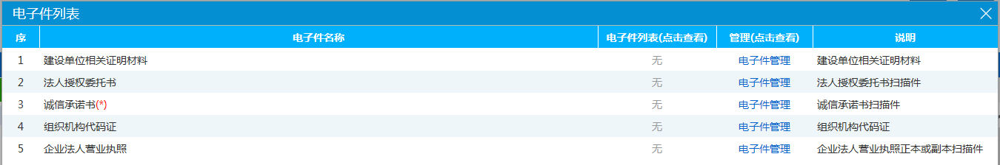 电子件列表
序 电子件名称 电子件列表(点击查看) 管理(点击查看) 说明
1 建设单位相关证明材料 无 电子件管理 建设单位相关证明材料
2 法人授权委托书 无 电子件管理 法人授权委托书扫描件
3 诚信承诺书(*) 无 电子件管理 诚信承诺书扫描件
4 组织机构代码证 无 电子件管理 组织机构代码证
5 企业法人营业执照 无 电子件管理 企业法人营业执照正本或副本扫描件